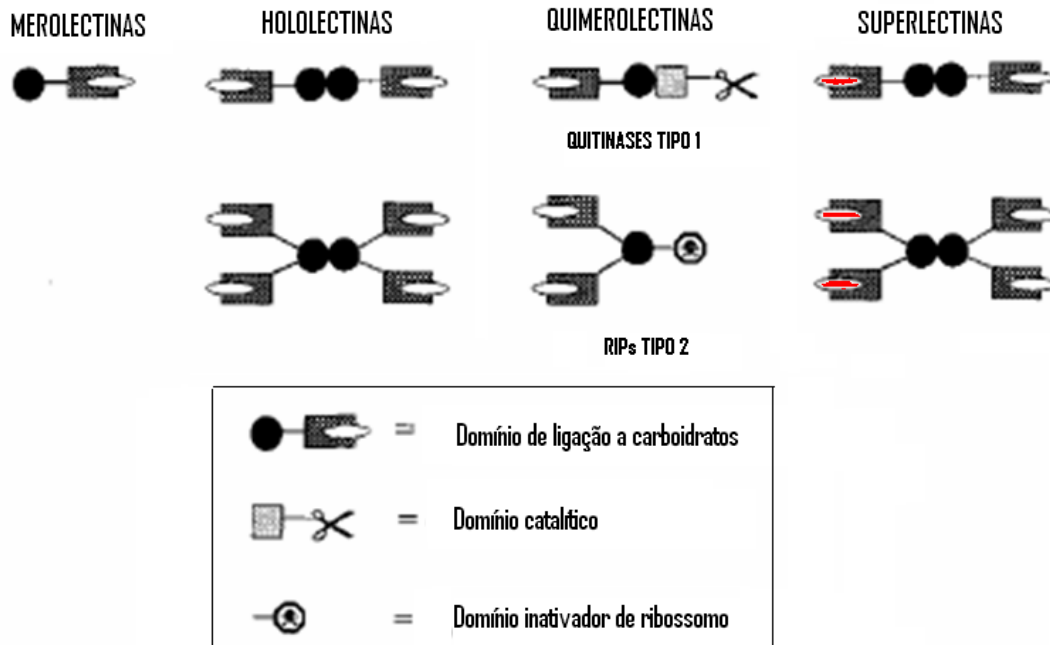 MEROLECTINAS
HOLOLECTINAS
QUIMEROLECTINAS
SUPERLECTINAS
QUITINASES TIPO 1
RIPs TIPO 2
= Domínio de ligação a carboidratos
= Domínio catalítico
= Domínio inativador de ribossomo